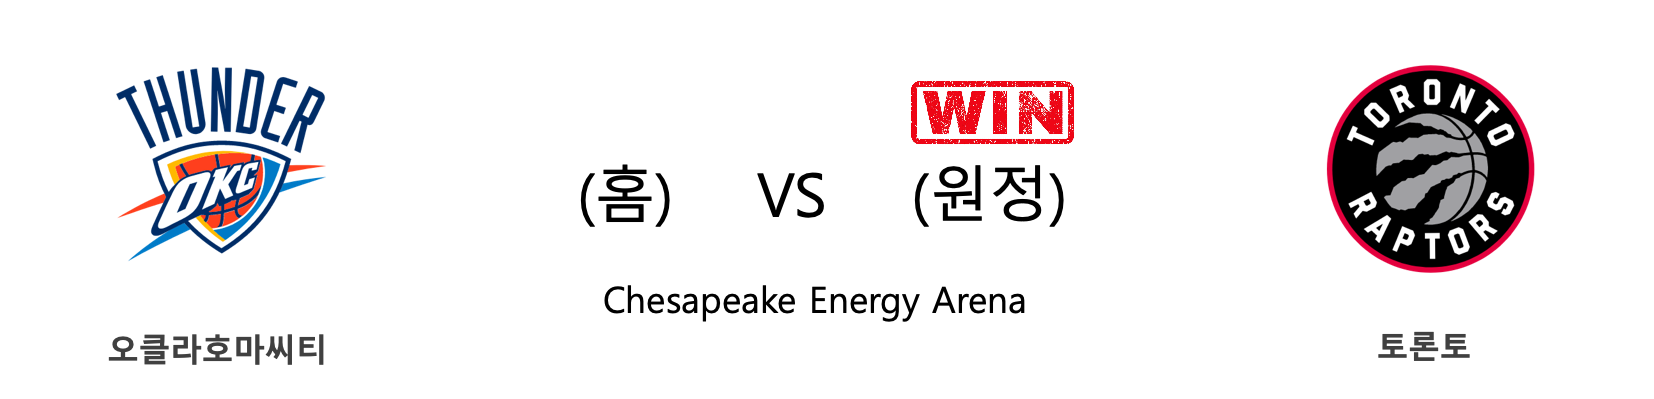 THUNDER
OKC
오클라호마씨티
(홈) VS (원정)
WIN
Chesapeake Energy Arena
TORONTO
RAPTORS
토론토